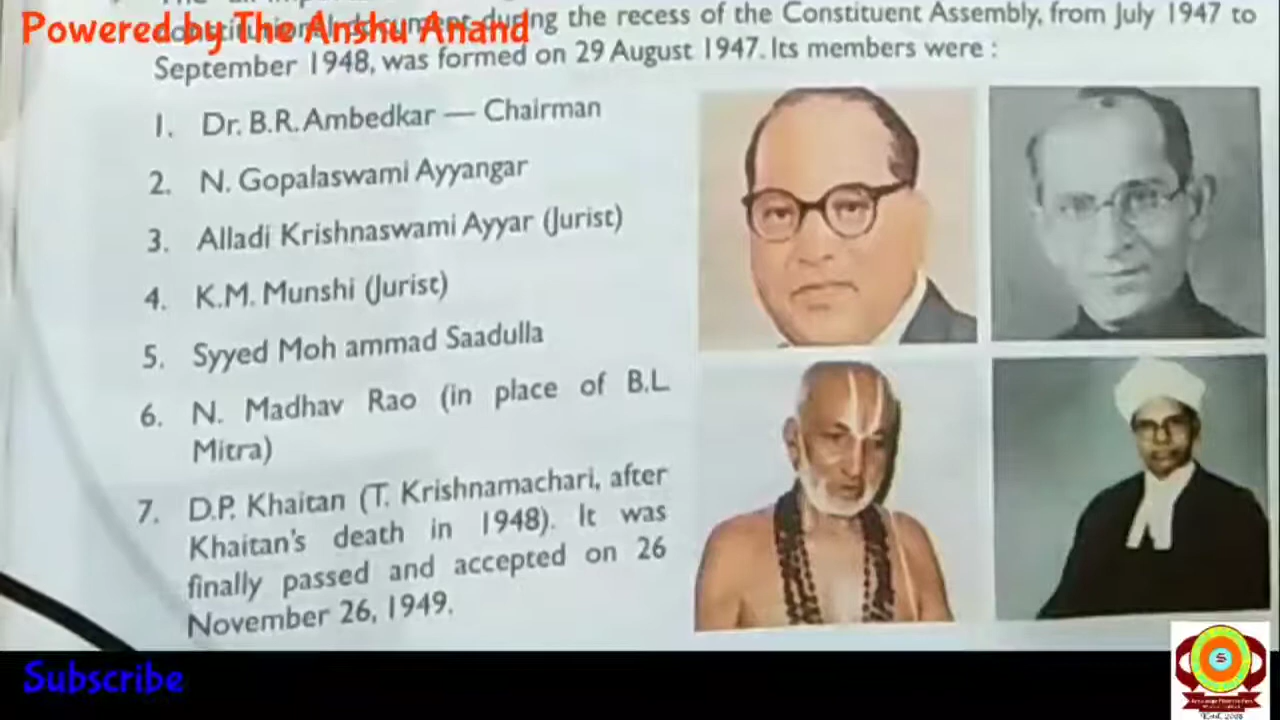 Powered by The Anshu Anand
during the recess of the Constituent Assembly, from July 1947 to
September 1948, was formed on 29 August 1947. Its members were :
1. Dr. B.R. Ambedkar — Chairman
2. N. Gopalaswami Ayyangar
3. Alladi Krishnaswami Ayyar (Jurist)
4. K.M. Munshi (Jurist)
5. Syyed Moh ammad Saadulla
6. N. Madhav Rao (in place of B.L
Mitra)
7. D.P. Khaitan (T. Krishnamachari, after
Khaitan's death in 1948). It was
finally passed and accepted on 26
November 26, 1949.
Subscribe